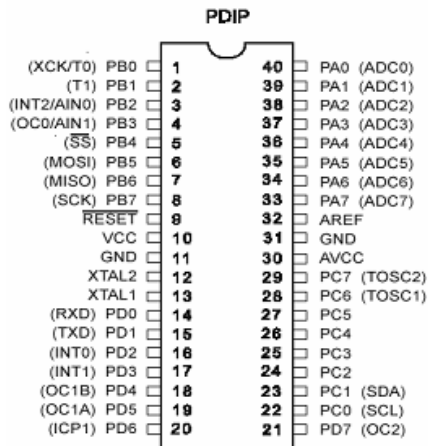 PDIP
(XCK/T0) PB0 1 40 PA0 (ADC0)
(T1) PB1 2 39 PA1 (ADC1)
(INT2/AIN0) PB2 3 38 PA2 (ADC2)
(OC0/AIN1) PB3 4 37 PA3 (ADC3)
(SS) PB4 5 36 PA4 (ADC4)
(MOSI) PB5 6 35 PA5 (ADC5)
(MISO) PB6 7 34 PA6 (ADC6)
(SCK) PB7 8 33 PA7 (ADC7)
RESET 9 32 AREF
VCC 10 31 GND
GND 11 30 AVCC
XTAL2 12 29 PC7 (TOSC2)
XTAL1 13 28 PC6 (TOSC1)
(RXD) PD0 14 27 PC5
(TXD) PD1 15 26 PC4
(INT0) PD2 16 25 PC3
(INT1) PD3 17 24 PC2
(OC1B) PD4 18 23 PC1 (SDA)
(OC1A) PD5 19 22 PC0 (SCL)
(ICP1) PD6 20 21 PD7 (OC2)